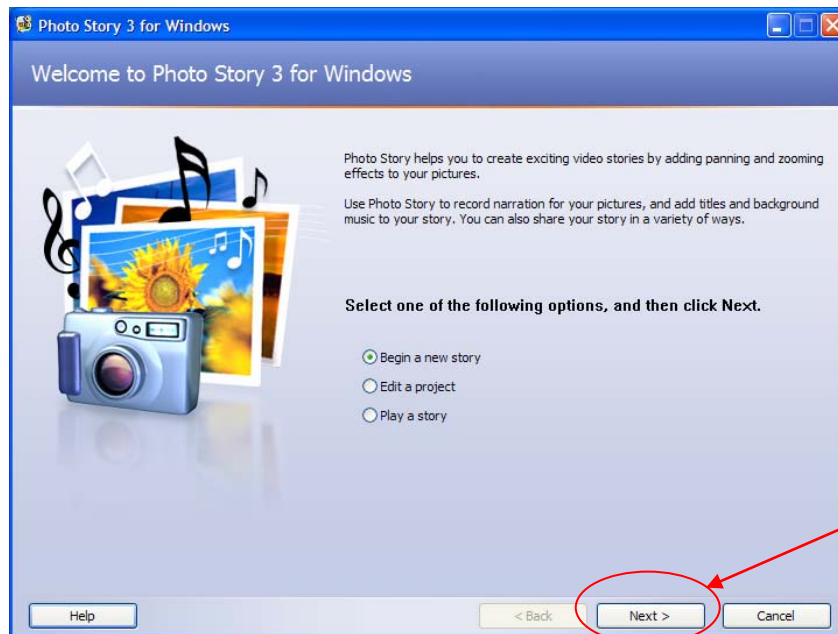 Photo Story 3 for Windows
Welcome to Photo Story 3 for Windows
Photo Story helps you to create exciting video stories by adding panning and zooming
effects to your pictures.
Use Photo Story to record narration for your pictures, and add titles and background
music to your story. You can also share your story in a variety of ways.
Select one of the following options, and then click Next.
Begin a new story
Edit a project
Play a story
Help
< Back
Next >
Cancel